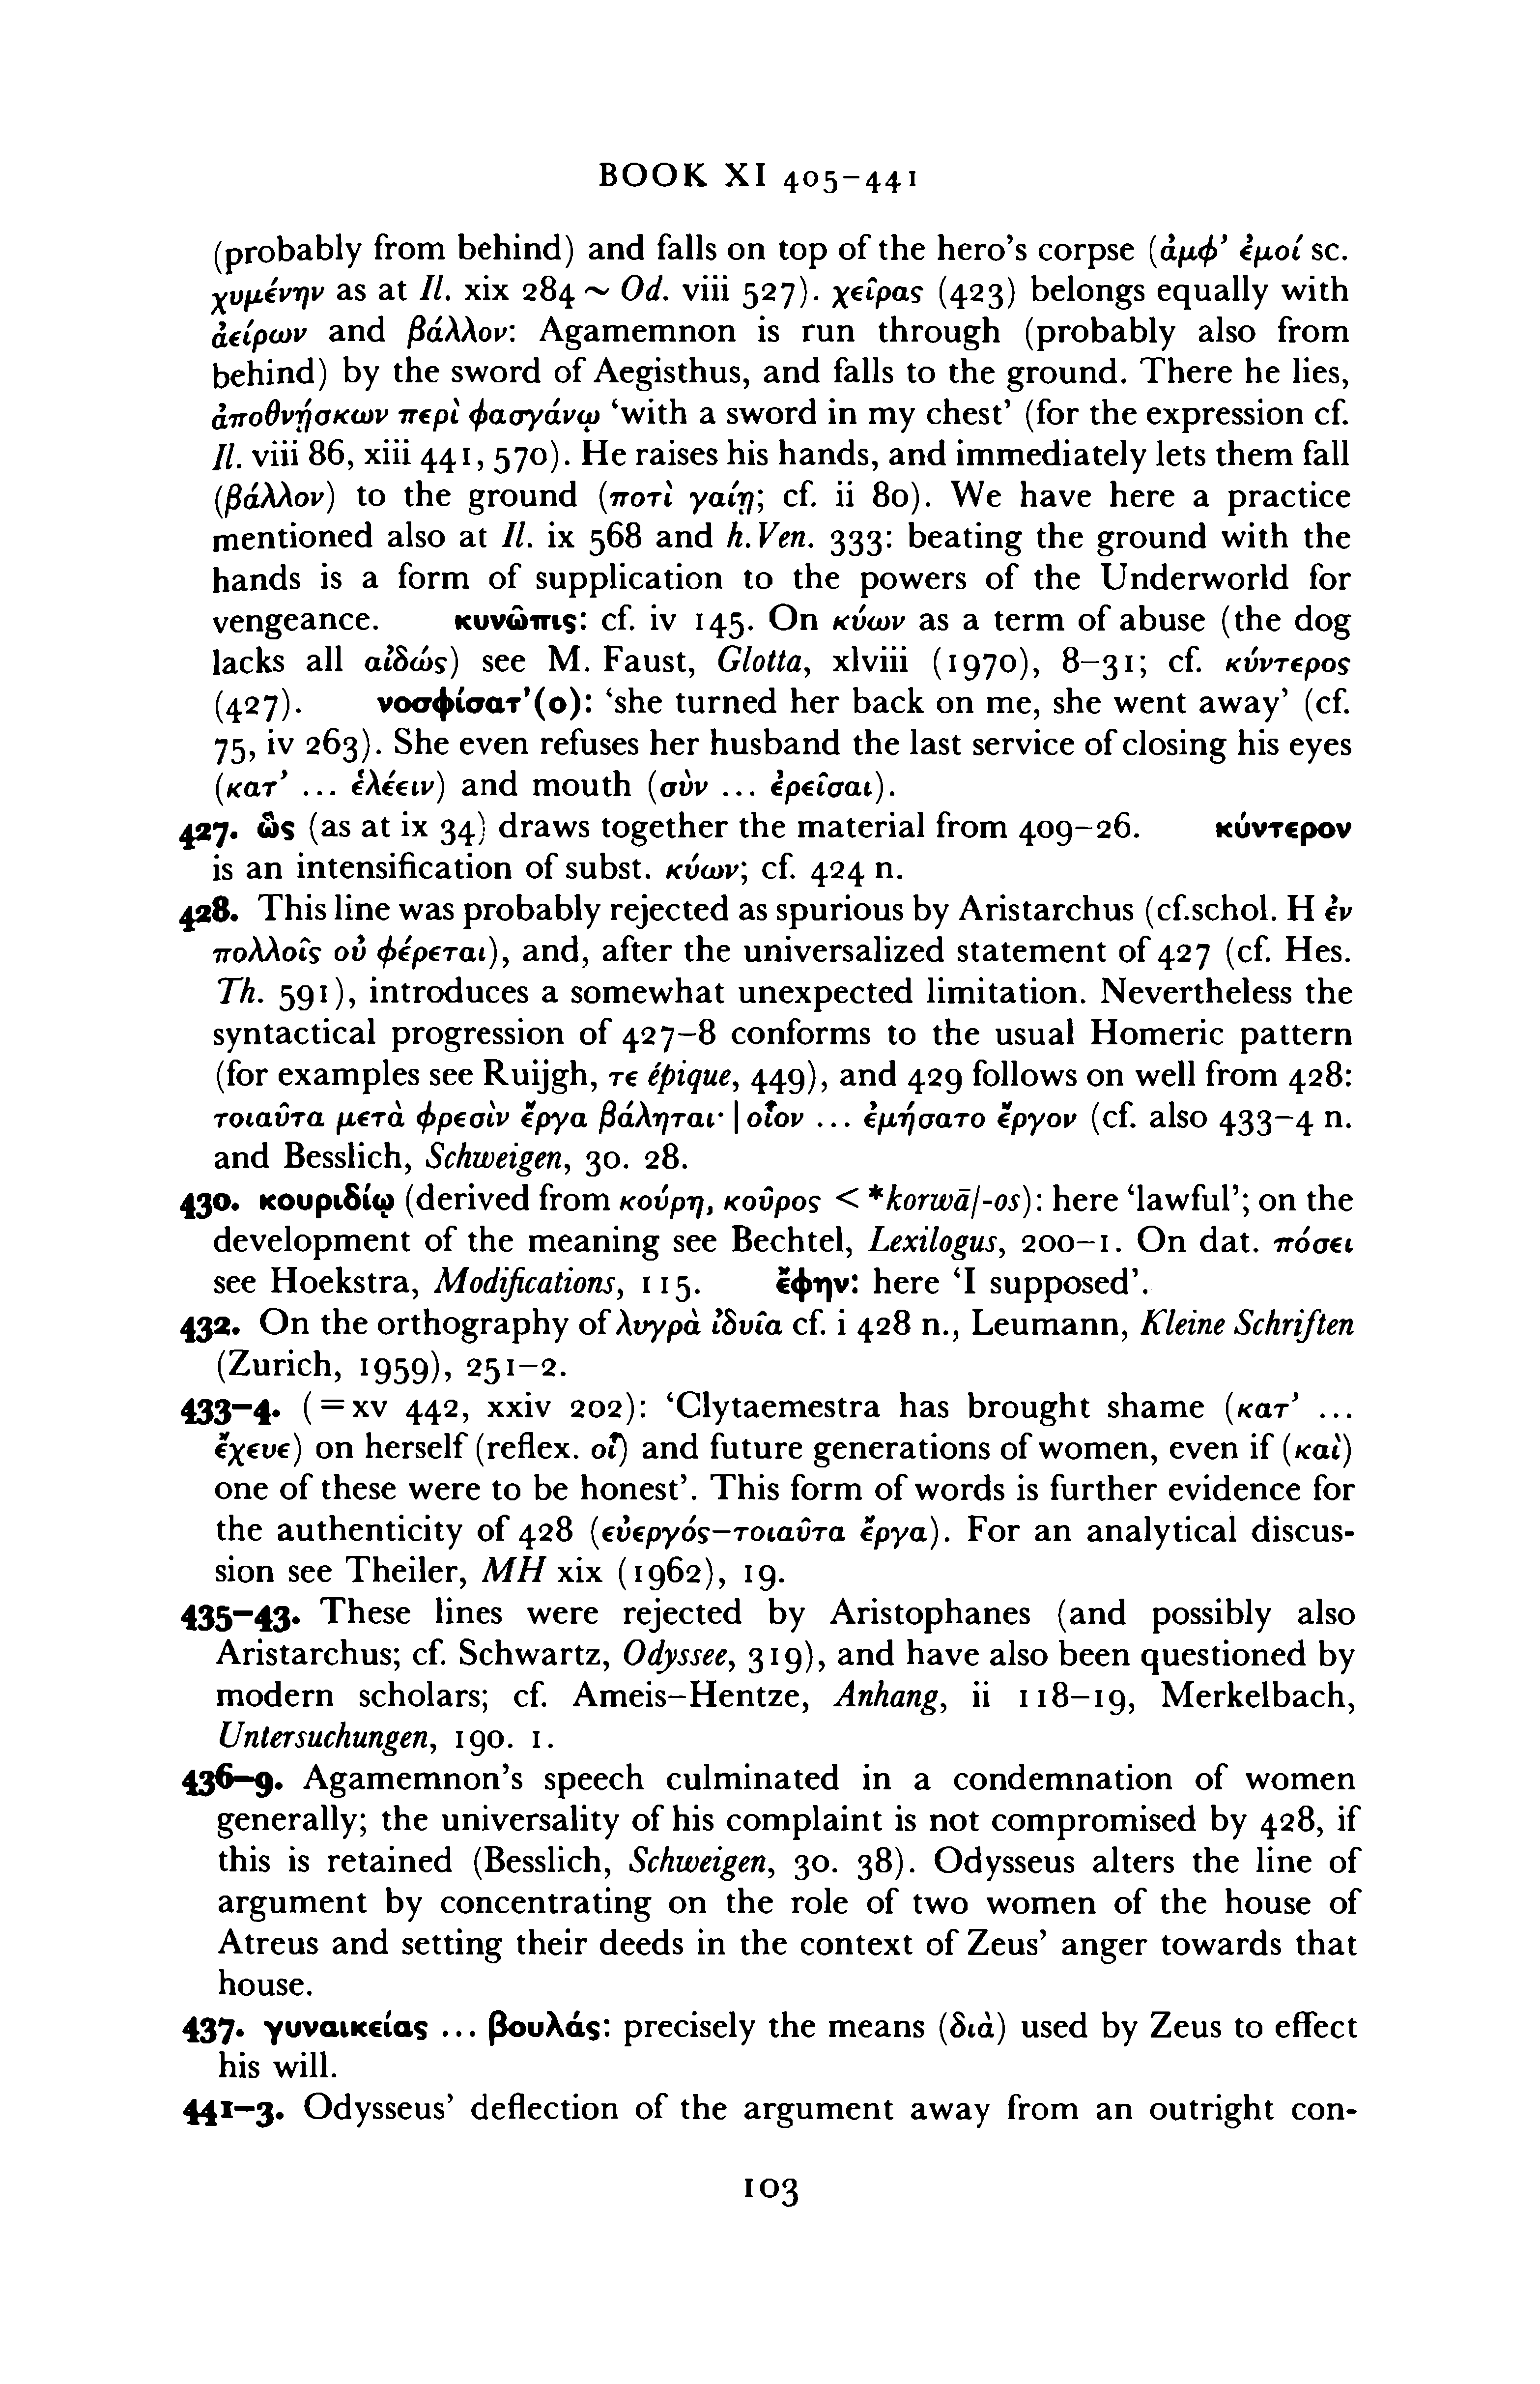 BOOK XI 405–441
(probably from behind) and falls on top of the hero's corpse (ἀμφ' ἐμοί sc.
χυμένην as at Il. xix 284 ~ Od. viii 527). χεῖρας (423) belongs equally with
ἀείρων and βάλλον: Agamemnon is run through (probably also from
behind) by the sword of Aegisthus, and falls to the ground. There he lies,
ἀποθνῄσκων περὶ φασγάνῳ 'with a sword in my chest' (for the expression cf.
Il. viii 86, xiii 441, 570). He raises his hands, and immediately lets them fall
(βάλλον) to the ground (ποτὶ γαίῃ; cf. ii 80). We have here a practice
mentioned also at Il. ix 568 and h.Ven. 333: beating the ground with the
hands is a form of supplication to the powers of the Underworld for
vengeance. κυνῶπις: cf. iv 145. On κύων as a term of abuse (the dog
lacks all αἰδώς) see M. Faust, Glotta, xlviii (1970), 8–31; cf. κύντερος
(427). νοσφίσατ'(ο): 'she turned her back on me, she went away' (cf.
75, iv 263). She even refuses her husband the last service of closing his eyes
(κατ' ... ἑλέειν) and mouth (σὺν ... ἐρεῖσαι).
427. ὣς (as at ix 34) draws together the material from 409–26. κύντερον
is an intensification of subst. κύων; cf. 424 n.
428. This line was probably rejected as spurious by Aristarchus (cf.schol. H ἐν
πολλοῖς οὐ φέρεται), and, after the universalized statement of 427 (cf. Hes.
Th. 591), introduces a somewhat unexpected limitation. Nevertheless the
syntactical progression of 427–8 conforms to the usual Homeric pattern
(for examples see Ruijgh, τε épique, 449), and 429 follows on well from 428:
τοιαῦτα μετὰ φρεσὶν ἔργα βάληται· | οἷον ... ἐμήσατο ἔργον (cf. also 433–4 n.
and Besslich, Schweigen, 30. 28.
430. κουριδίῳ (derived from κούρη, κοῦρος < *korwā/-os): here 'lawful'; on the
development of the meaning see Bechtel, Lexilogus, 200–1. On dat. πόσει
see Hoekstra, Modifications, 115. ἔφην: here 'I supposed'.
432. On the orthography of λυγρὰ ἰδυῖα cf. i 428 n., Leumann, Kleine Schriften
(Zurich, 1959), 251–2.
433–4. (= xv 442, xxiv 202): 'Clytaemestra has brought shame (κατ' ...
ἔχευε) on herself (reflex. οἷ) and future generations of women, even if (καί)
one of these were to be honest'. This form of words is further evidence for
the authenticity of 428 (εὐεργός–τοιαῦτα ἔργα). For an analytical discus-
sion see Theiler, MH xix (1962), 19.
435–43. These lines were rejected by Aristophanes (and possibly also
Aristarchus; cf. Schwartz, Odyssee, 319), and have also been questioned by
modern scholars; cf. Ameis–Hentze, Anhang, ii 118–19, Merkelbach,
Untersuchungen, 190. 1.
436–9. Agamemnon's speech culminated in a condemnation of women
generally; the universality of his complaint is not compromised by 428, if
this is retained (Besslich, Schweigen, 30. 38). Odysseus alters the line of
argument by concentrating on the role of two women of the house of
Atreus and setting their deeds in the context of Zeus' anger towards that
house.
437. γυναικείας ... βουλάς: precisely the means (διά) used by Zeus to effect
his will.
441–3. Odysseus' deflection of the argument away from an outright con-
103